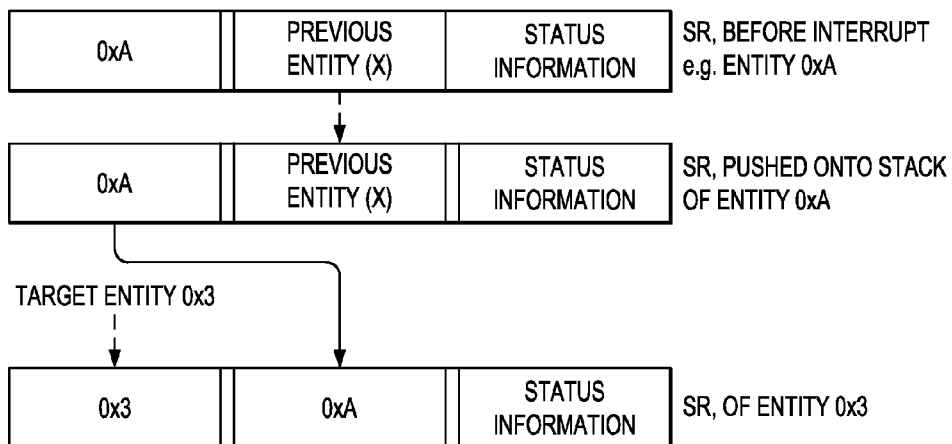 0xA
PREVIOUS
ENTITY (X)
STATUS
INFORMATION
SR, BEFORE INTERRUPT
e.g. ENTITY 0xA
0xA
PREVIOUS
ENTITY (X)
STATUS
INFORMATION
SR, PUSHED ONTO STACK
OF ENTITY 0xA
TARGET ENTITY 0x3
0x3
0xA
STATUS
INFORMATION
SR, OF ENTITY 0x3